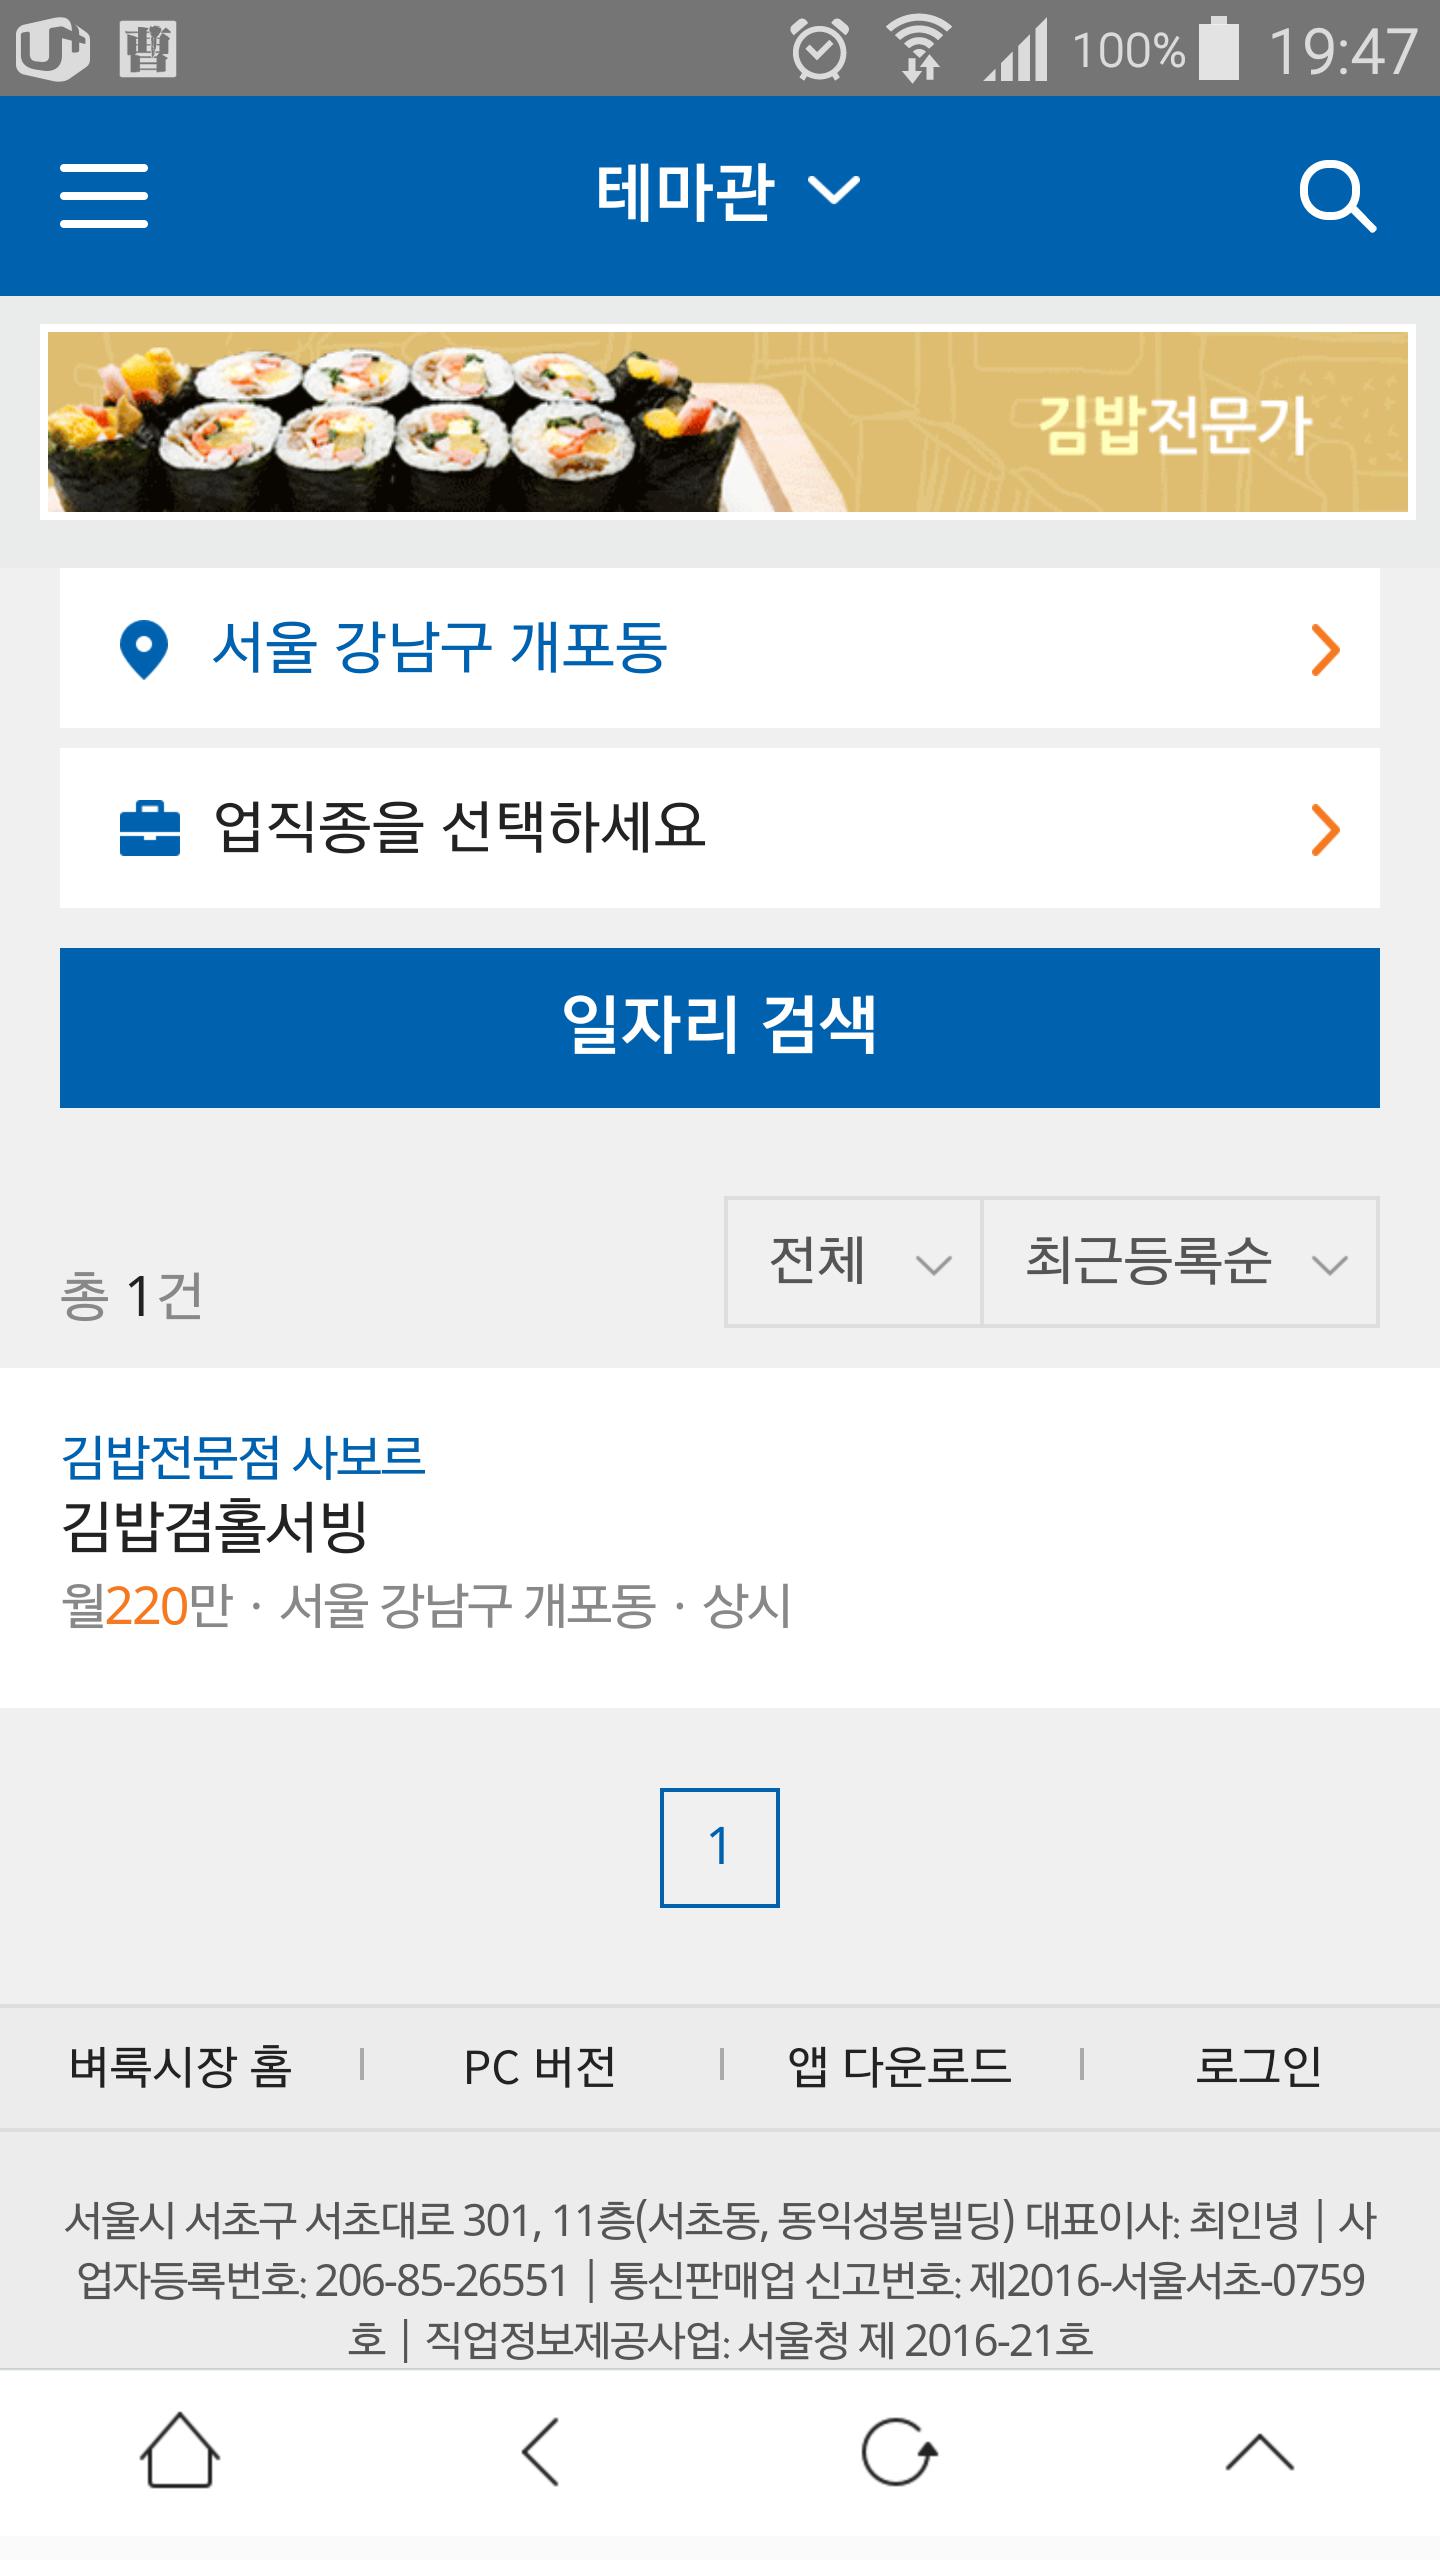 U+
100% 19:47
테마관
김밥전문가
서울 강남구 개포동
업직종을 선택하세요
일자리 검색
총 1건
전체
최근등록순
김밥전문점 사보르
김밥겸홀서빙
월220만 · 서울 강남구 개포동 · 상시
1
벼룩시장 홈 | PC 버전 | 앱 다운로드 | 로그인
서울시 서초구 서초대로 301, 11층(서초동, 동익성봉빌딩) 대표이사: 최인녕 | 사
업자등록번호: 206-85-26551 | 통신판매업 신고번호: 제2016-서울서초-0759
호 | 직업정보제공사업: 서울청 제 2016-21호